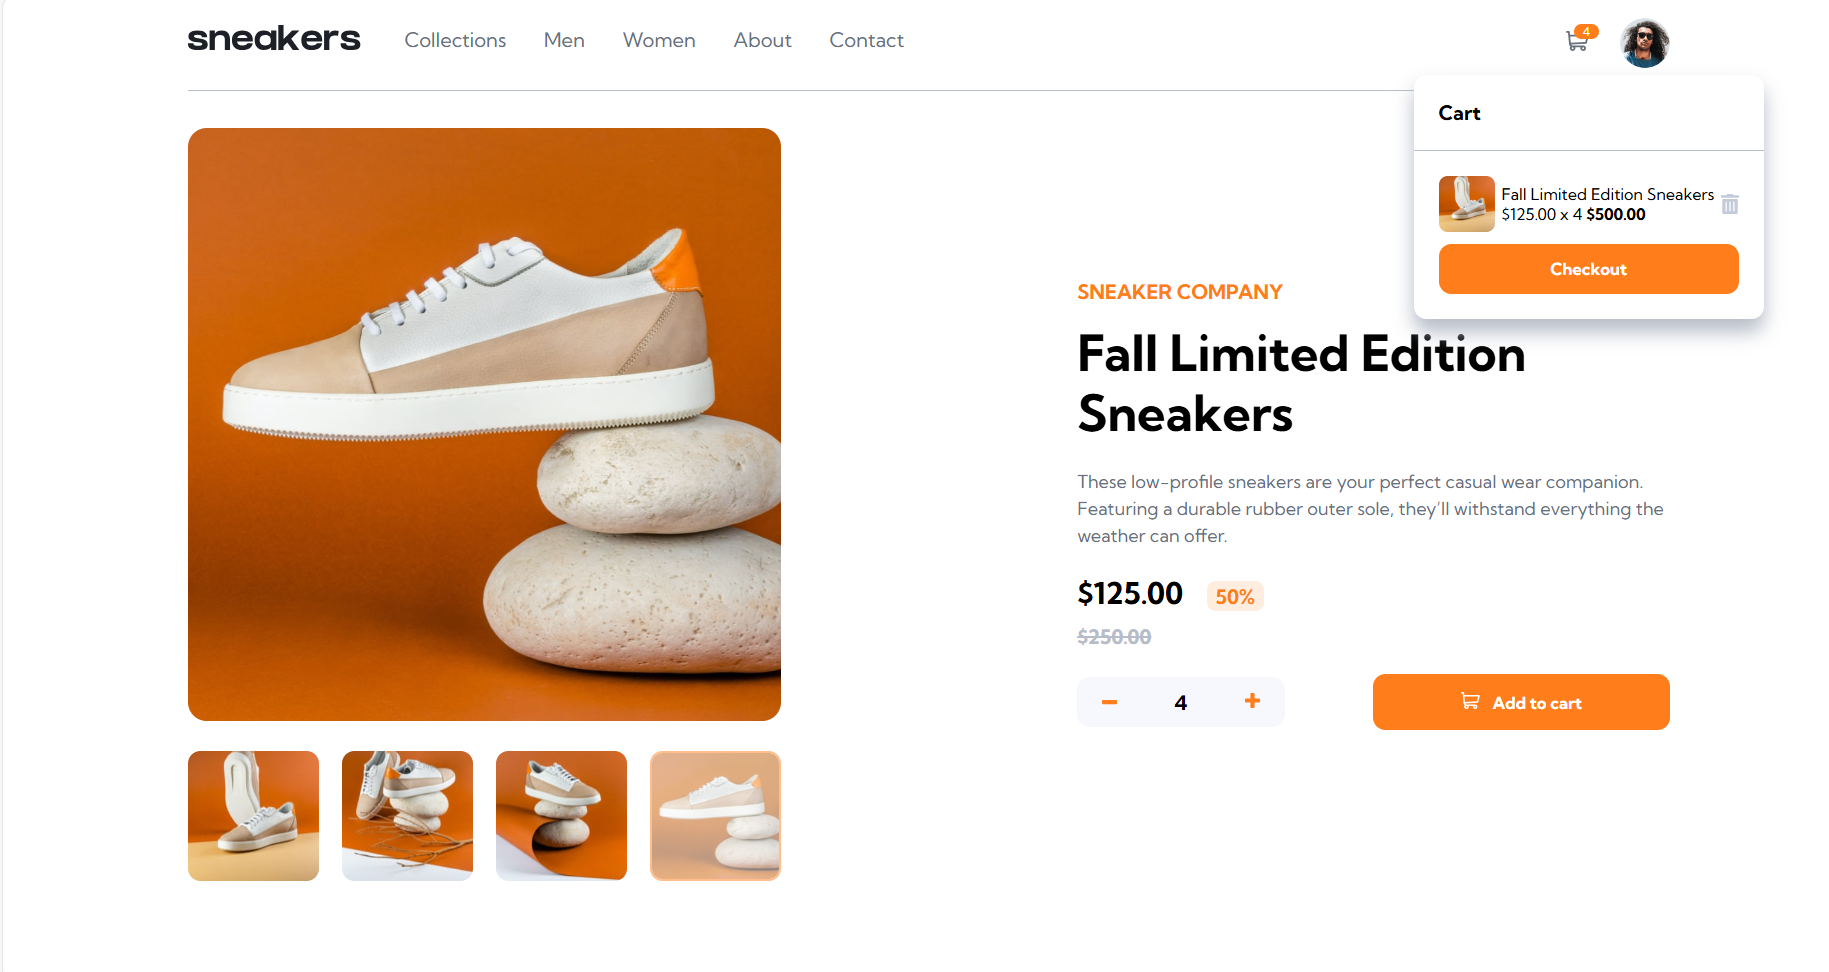 sneakers
Collections
Men
Women
About
Contact
4
Cart
Fall Limited Edition Sneakers
$125.00 x 4 $500.00
Checkout
SNEAKER COMPANY
Fall Limited Edition
Sneakers
These low-profile sneakers are your perfect casual wear companion.
Featuring a durable rubber outer sole, they’ll withstand everything the
weather can offer.
$125.00
50%
$250.00
4
Add to cart